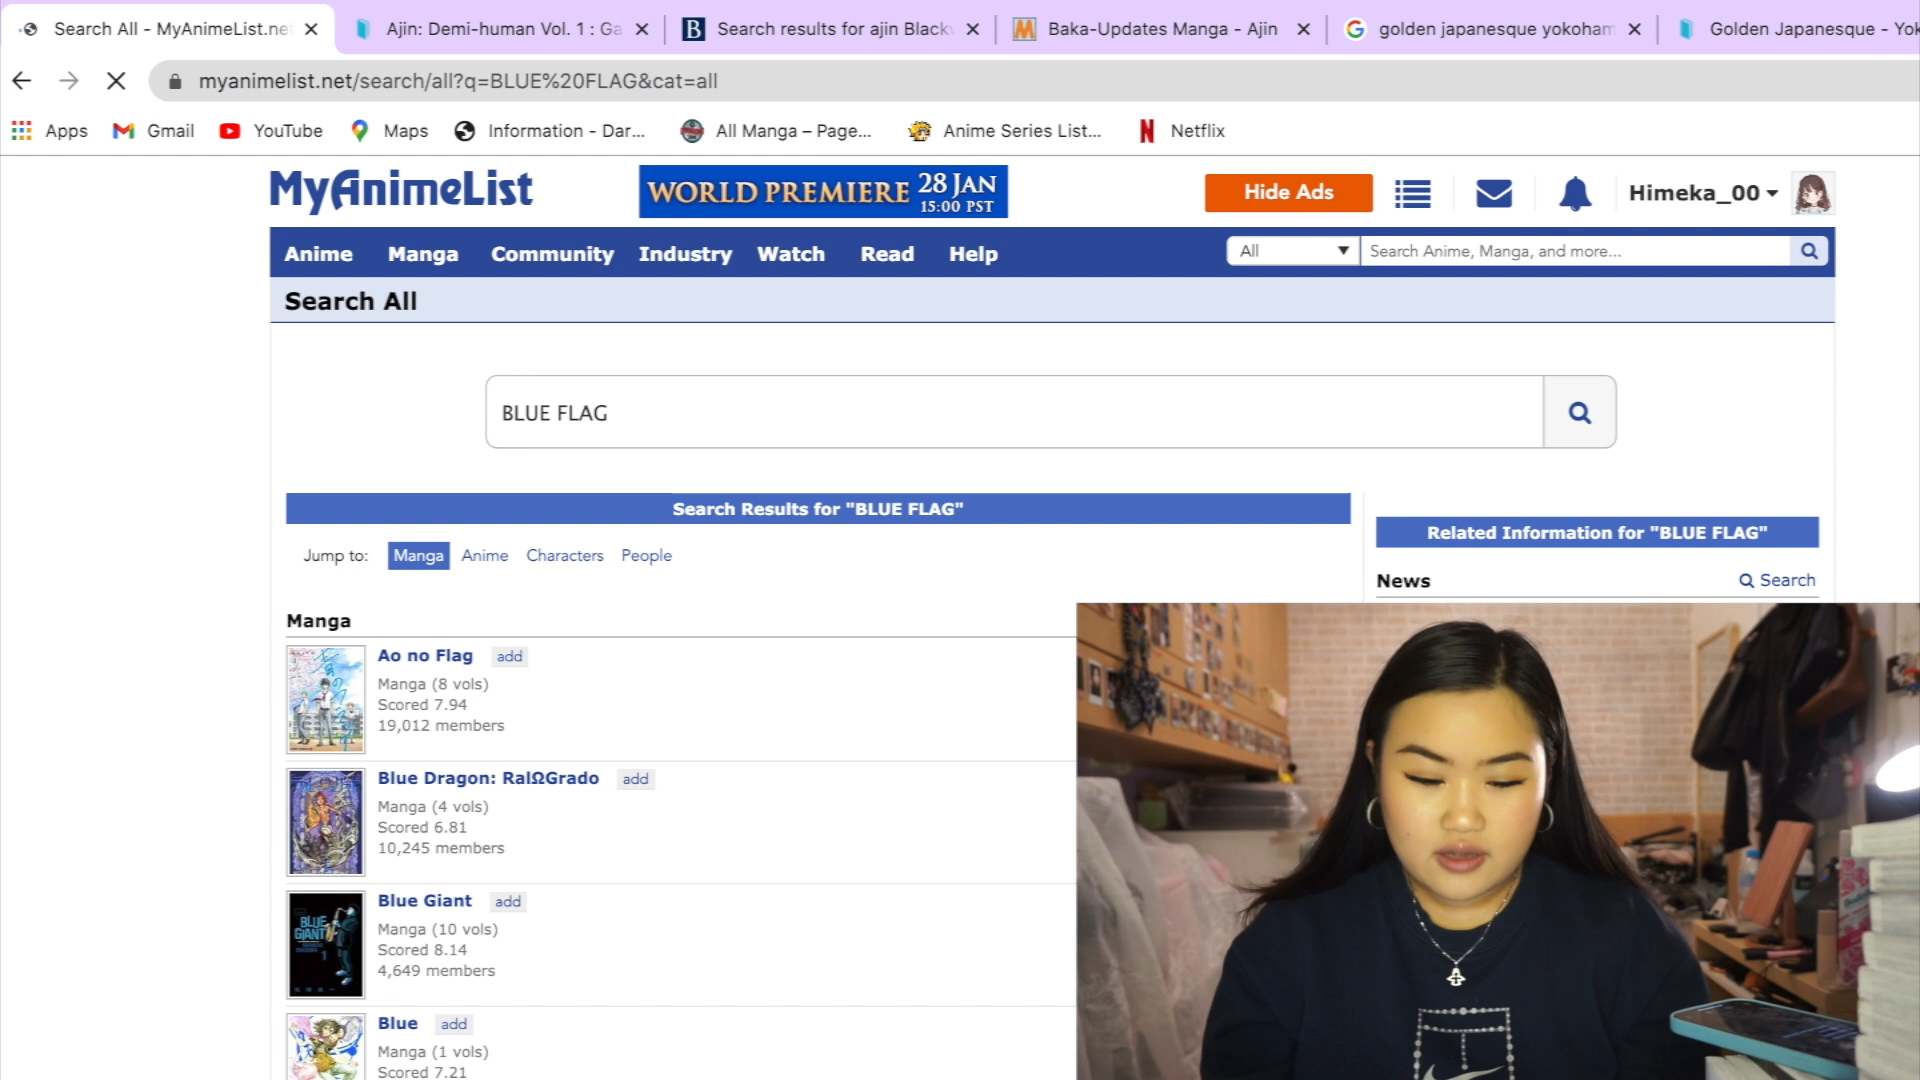 Search All - MyAnimeList.ne
Ajin: Demi-human Vol. 1 : Ga
Search results for ajin Blackw
Baka-Updates Manga - Ajin
golden japanesque yokoham
Golden Japanesque - Yok
myanimelist.net/search/all?q=BLUE%20FLAG&cat=all
Apps
Gmail
YouTube
Maps
Information - Dar...
All Manga – Page...
Anime Series List...
Netflix
MyAnimeList
WORLD PREMIERE 28 JAN
15:00 PST
Hide Ads
Himeka_00
Anime Manga Community Industry Watch Read Help
All
Search Anime, Manga, and more...
Search All
BLUE FLAG
Search Results for "BLUE FLAG"
Jump to: Manga Anime Characters People
Related Information for "BLUE FLAG"
News
Search
Manga
Ao no Flag add
Manga (8 vols)
Scored 7.94
19,012 members
Blue Dragon: RalΩGrado add
Manga (4 vols)
Scored 6.81
10,245 members
BLUE
GIANT
Blue Giant add
Manga (10 vols)
Scored 8.14
4,649 members
Blue add
Manga (1 vols)
Scored 7.21